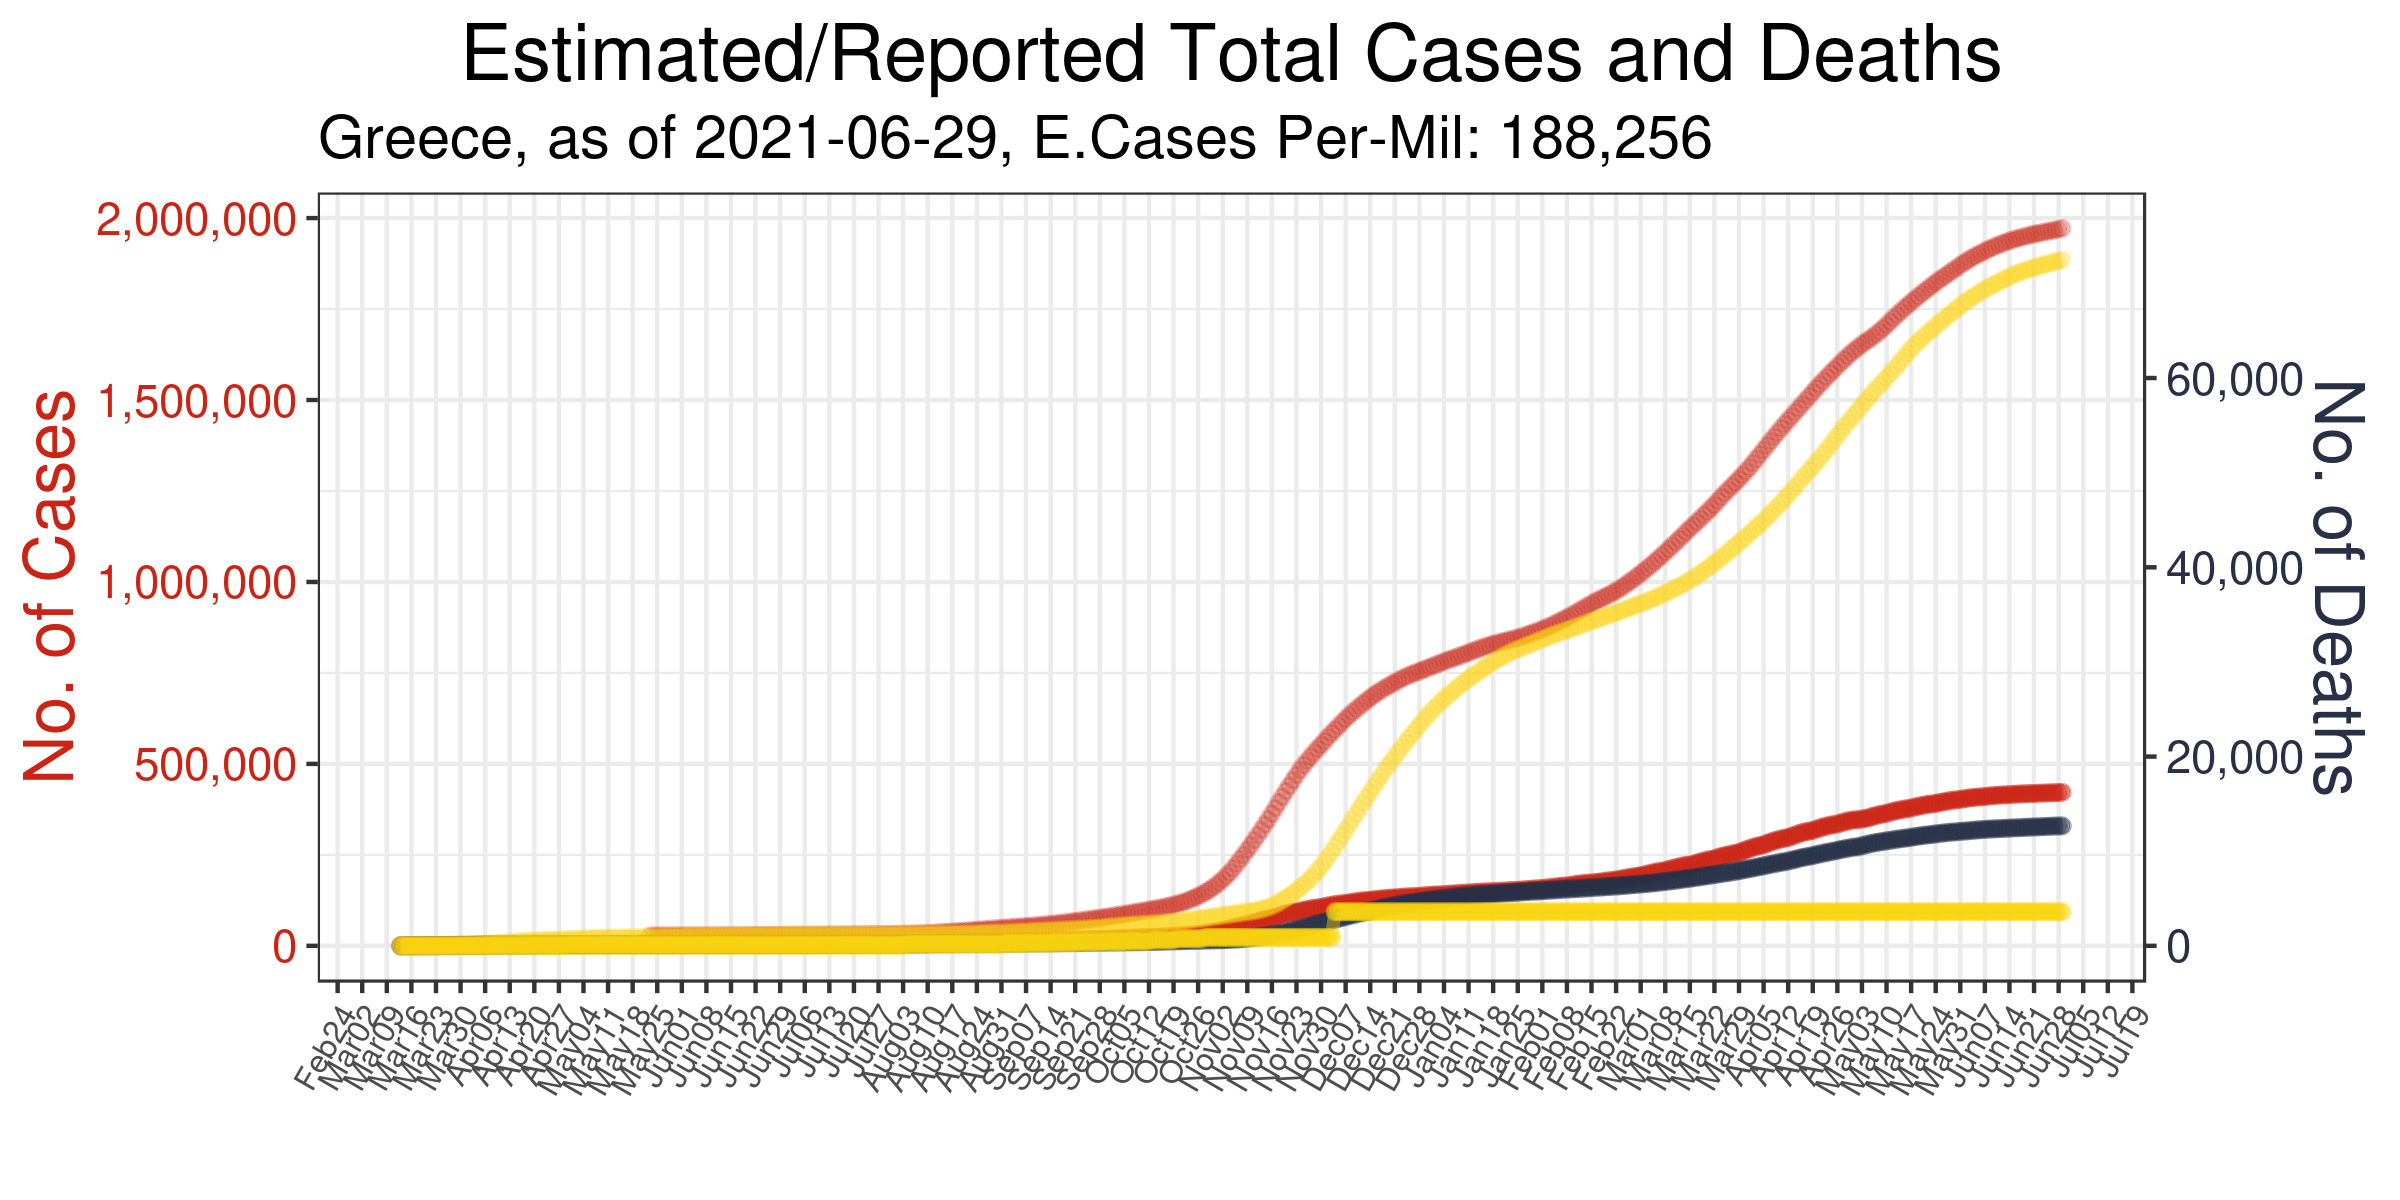 Estimated/Reported Total Cases and Deaths
Greece, as of 2021-06-29, E.Cases Per-Mil: 188,256
No. of Cases
2,000,000
1,500,000
1,000,000
500,000
0
60,000
40,000
20,000
0
No. of Deaths
Feb24
Mar02
Mar09
Mar16
Mar23
Mar30
Apr06
Apr13
Apr20
Apr27
May04
May11
May18
May25
Jun01
Jun08
Jun15
Jun22
Jun29
Jul06
Jul13
Jul20
Jul27
Aug03
Aug10
Aug17
Aug24
Aug31
Sep07
Sep14
Sep21
Sep28
Oct05
Oct12
Oct19
Oct26
Nov02
Nov09
Nov16
Nov23
Nov30
Dec07
Dec14
Dec21
Dec28
Jan04
Jan11
Jan18
Jan25
Feb01
Feb08
Feb15
Feb22
Mar01
Mar08
Mar15
Mar22
Mar29
Apr05
Apr12
Apr19
Apr26
May03
May10
May17
May24
May31
Jun07
Jun14
Jun21
Jun28
Jul05
Jul12
Jul19